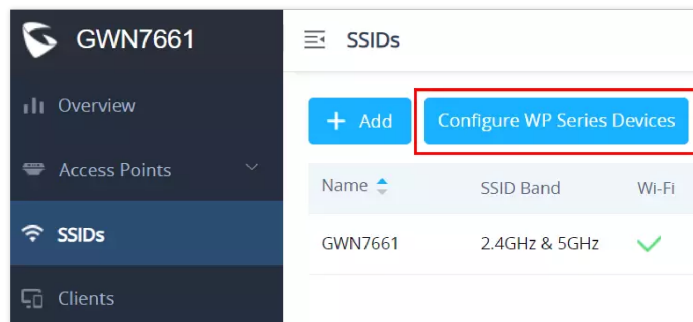 GWN7661
SSIDs
Overview
+ Add
Configure WP Series Devices
Access Points
Name
SSID Band
Wi-Fi
SSIDs
GWN7661
2.4GHz & 5GHz
Clients